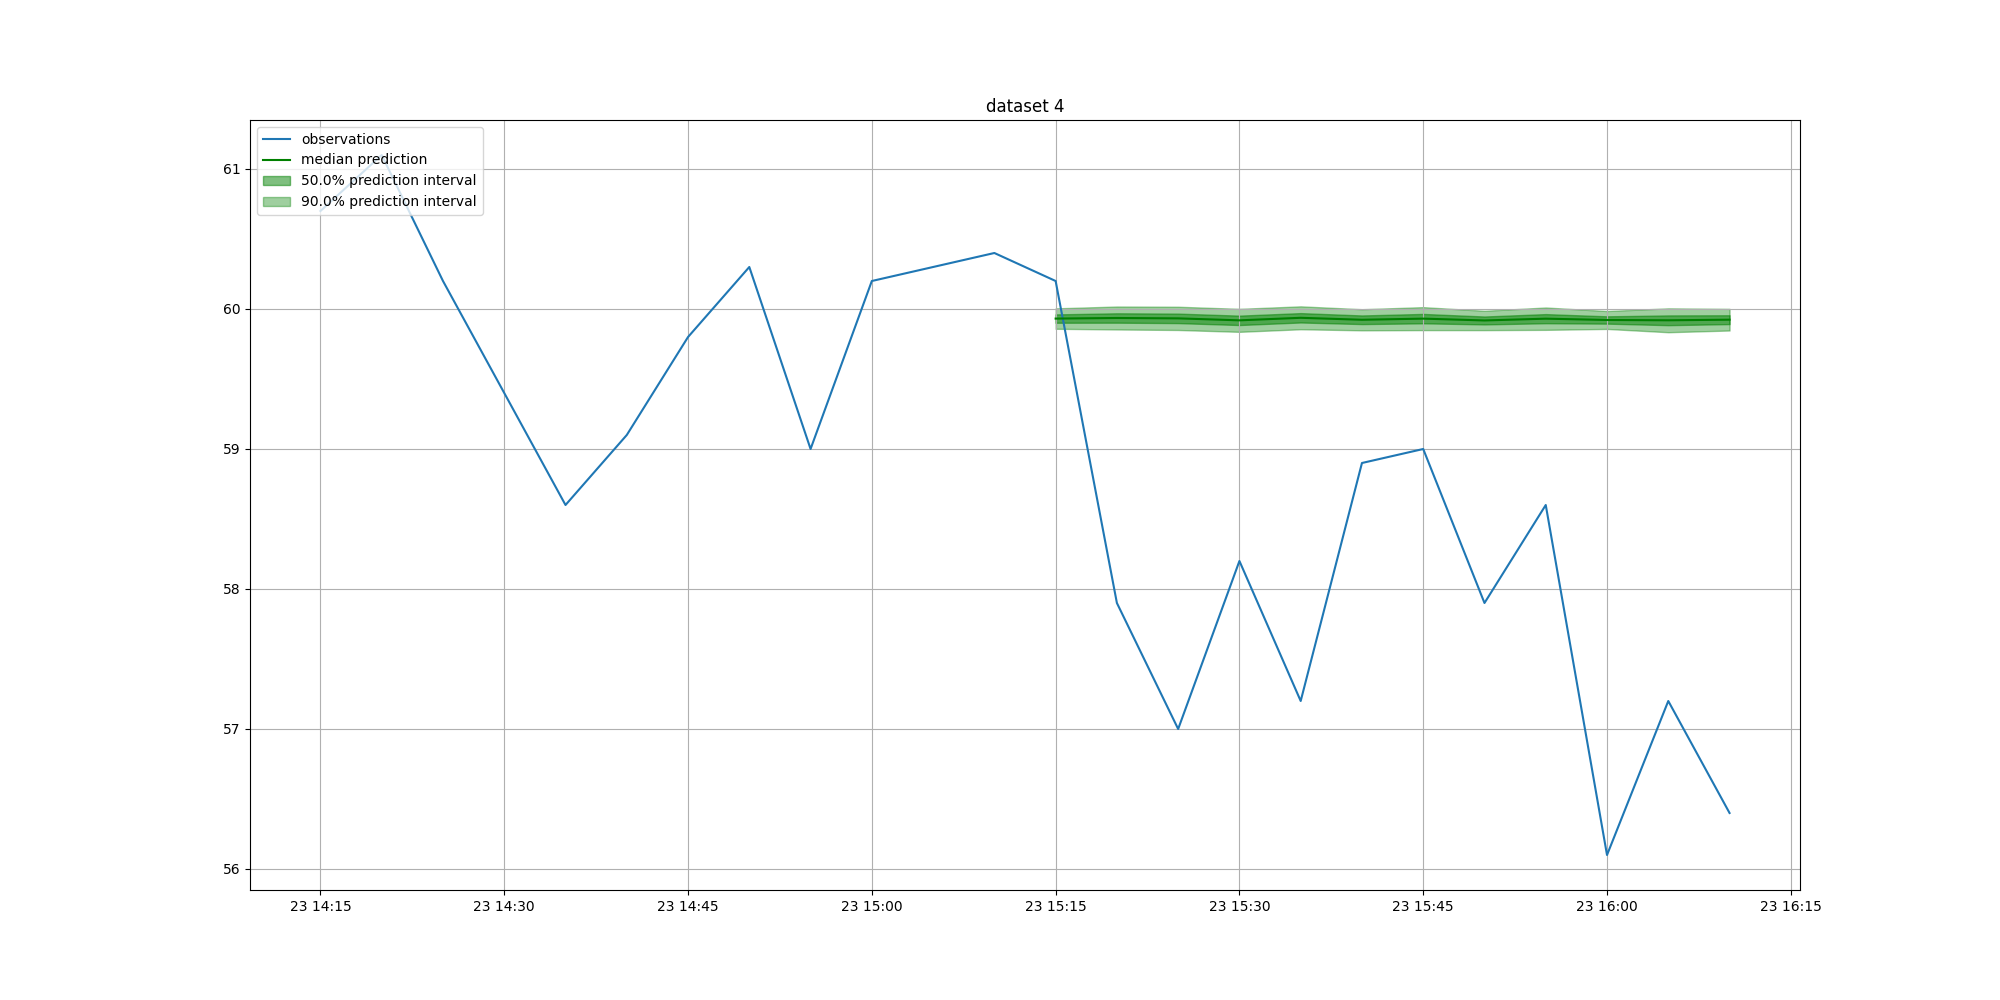 dataset 4
observations
median prediction
50.0% prediction interval
90.0% prediction interval
61
60
59
58
57
56
23 14:15 23 14:30 23 14:45 23 15:00 23 15:15 23 15:30 23 15:45 23 16:00 23 16:15